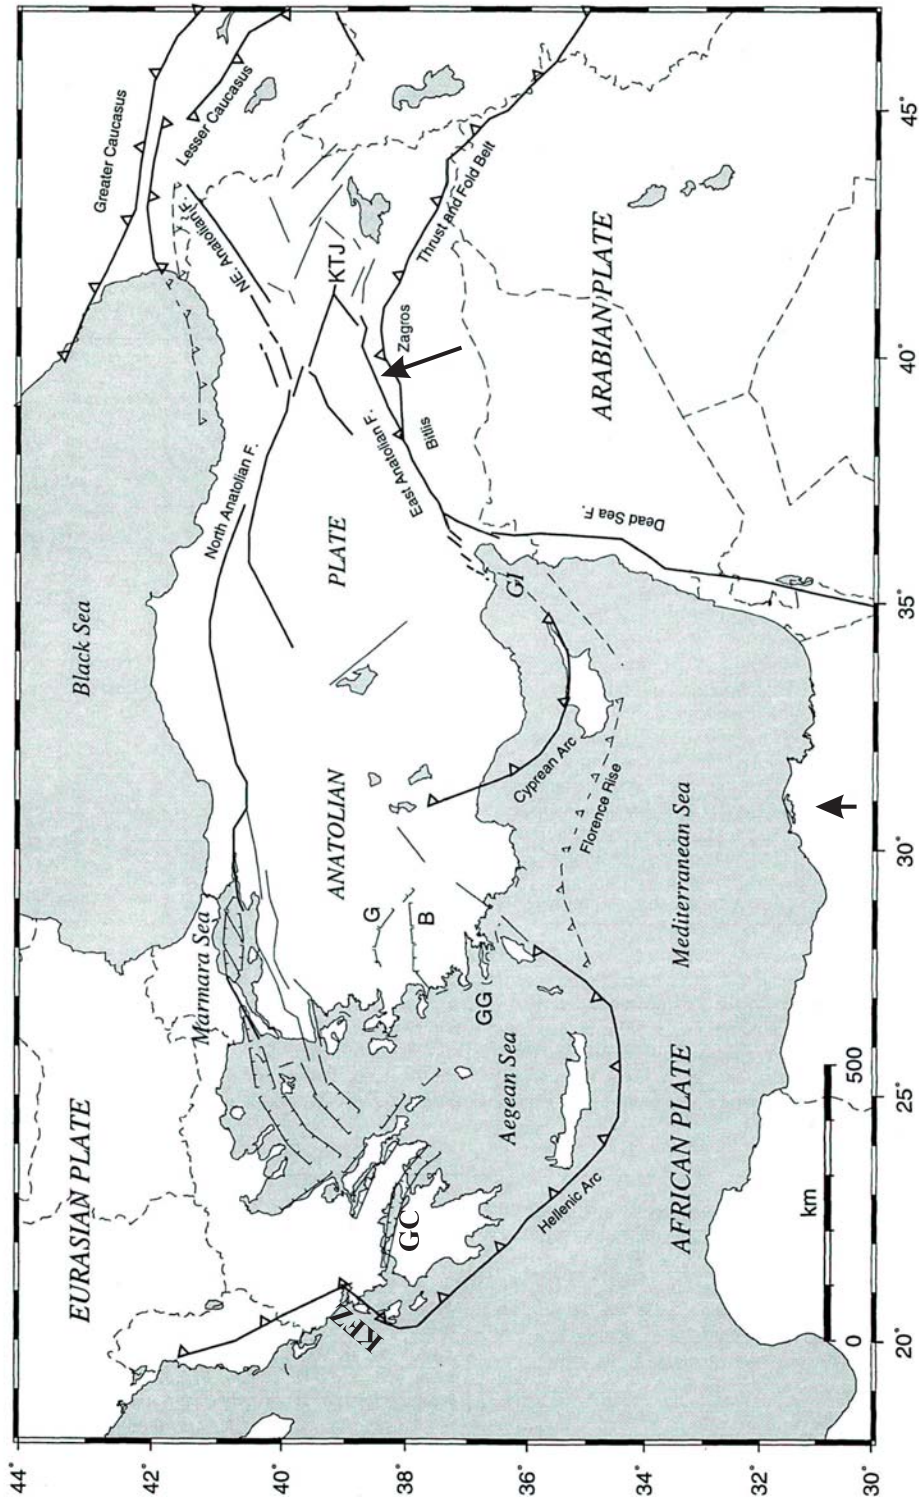 Greater Caucasus
Lesser Caucasus
NE. Anatolian F.
KTJ
Thrust and Fold Belt
Zagros
Bitlis
East Anatolian F.
North Anatolian F.
ARABIAN PLATE
Dead Sea F.
Black Sea
ANATOLIAN
PLATE
GI
Cyprean Arc
Florence Rise
Mediterranean Sea
Marmara Sea
G
B
GG
Aegean Sea
EURASIAN PLATE
GC
KFZ
Hellenic Arc
AFRICAN PLATE
km
0
500
44°
42°
40°
38°
36°
34°
32°
30°
20°
25°
30°
35°
40°
45°